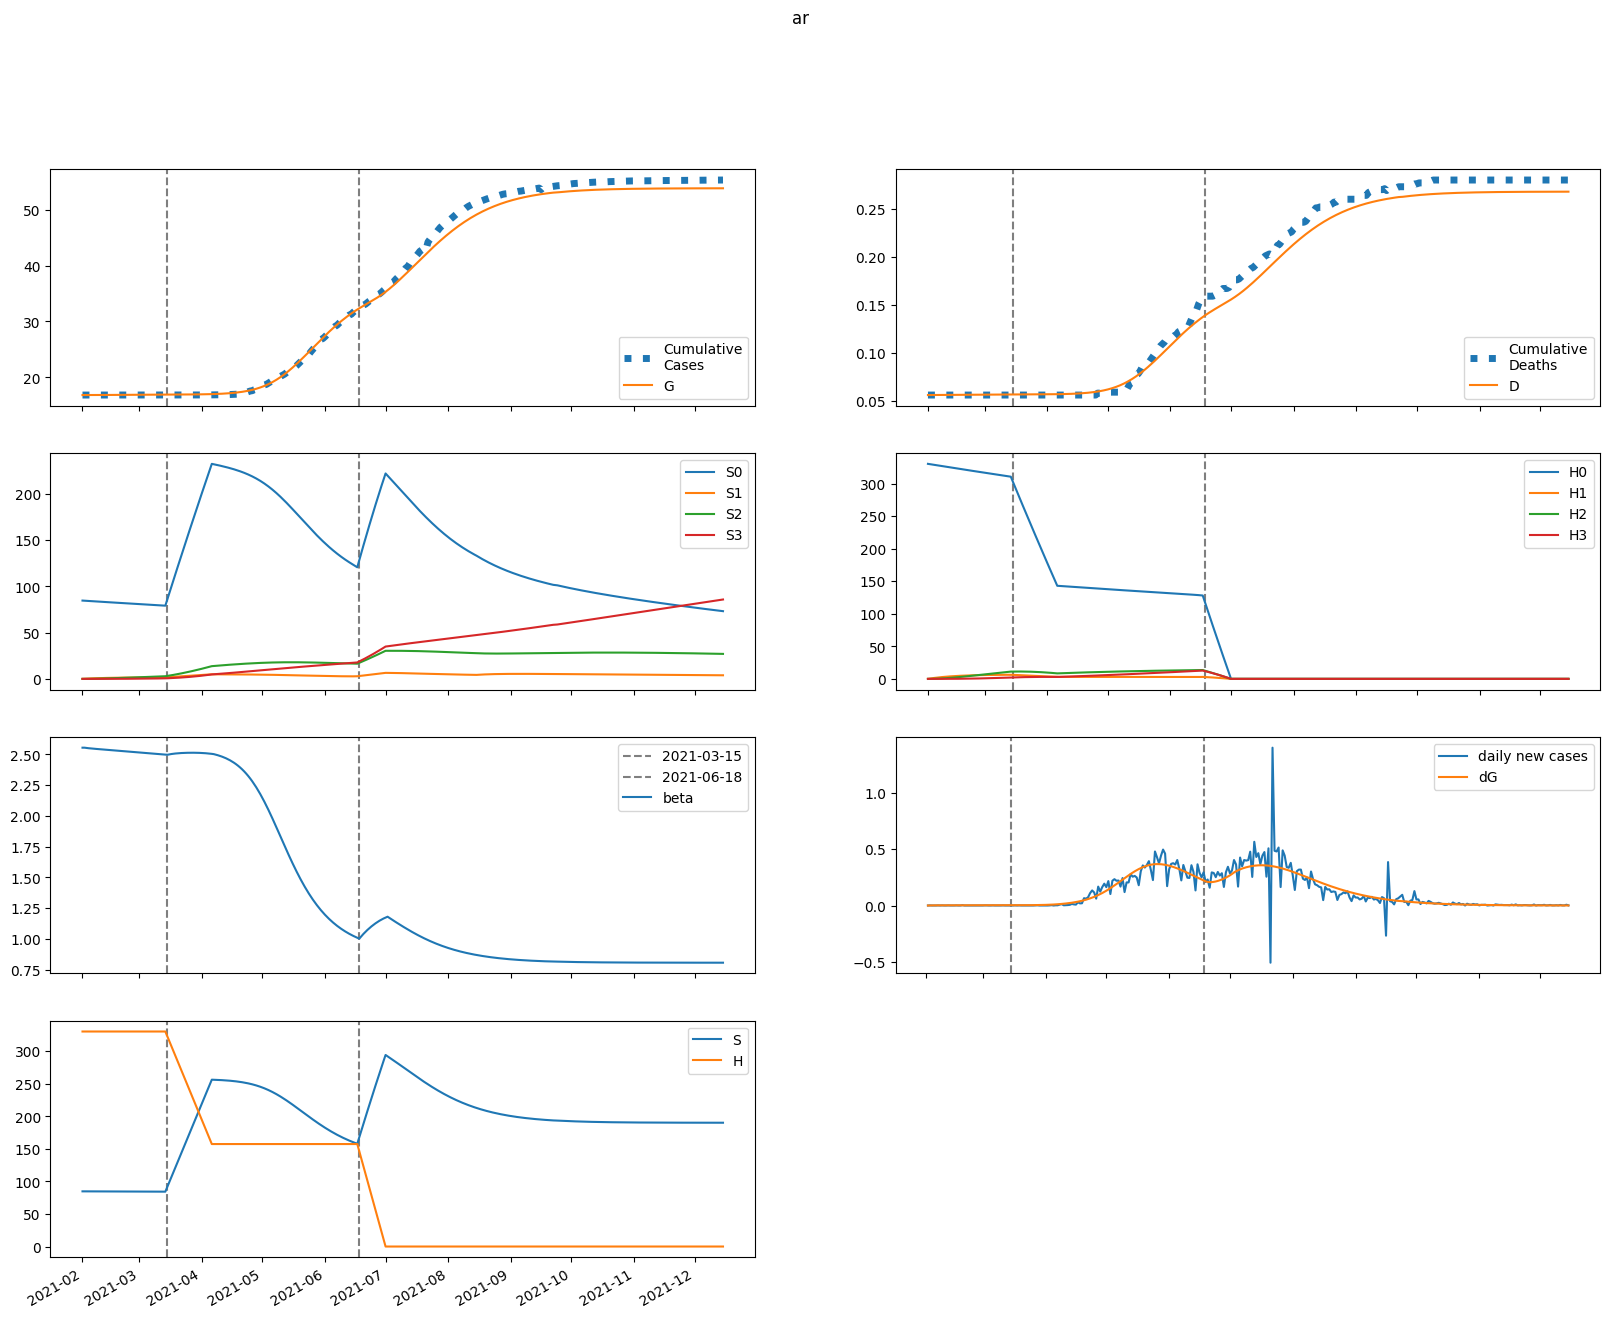 ar
50
40
30
20
Cumulative
Cases
G
0.25
0.20
0.15
0.10
0.05
Cumulative
Deaths
D
200
150
100
50
0
S0
S1
S2
S3
300
250
200
150
100
50
0
H0
H1
H2
H3
2.50
2.25
2.00
1.75
1.50
1.25
1.00
0.75
2021-03-15
2021-06-18
beta
1.0
0.5
0.0
−0.5
daily new cases
dG
300
250
200
150
100
50
0
S
H
2021-02
2021-03
2021-04
2021-05
2021-06
2021-07
2021-08
2021-09
2021-10
2021-11
2021-12